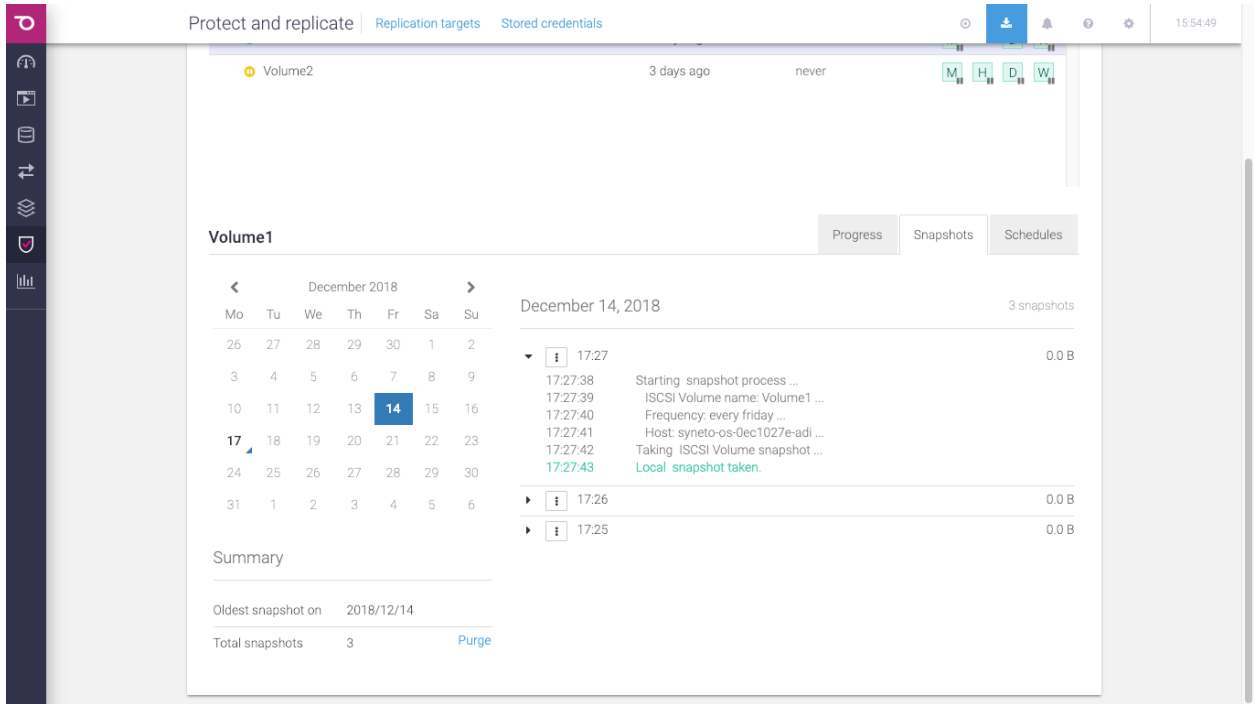 Protect and replicate Replication targets Stored credentials 15:54:49
Volume2 3 days ago never M H D W
Volume1 Progress Snapshots Schedules
December 2018
Mo Tu We Th Fr Sa Su
26 27 28 29 30 1 2
3 4 5 6 7 8 9
10 11 12 13 14 15 16
17 18 19 20 21 22 23
24 25 26 27 28 29 30
31 1 2 3 4 5 6
Summary
Oldest snapshot on 2018/12/14
Total snapshots 3 Purge
December 14, 2018 3 snapshots
17:27 0.0 B
17:27:38 Starting snapshot process ...
17:27:39 ISCSI Volume name: Volume1 ...
17:27:40 Frequency: every friday ...
17:27:41 Host: syneto-os-0ec1027e-adi ...
17:27:42 Taking ISCSI Volume snapshot ...
17:27:43 Local snapshot taken.
17:26 0.0 B
17:25 0.0 B